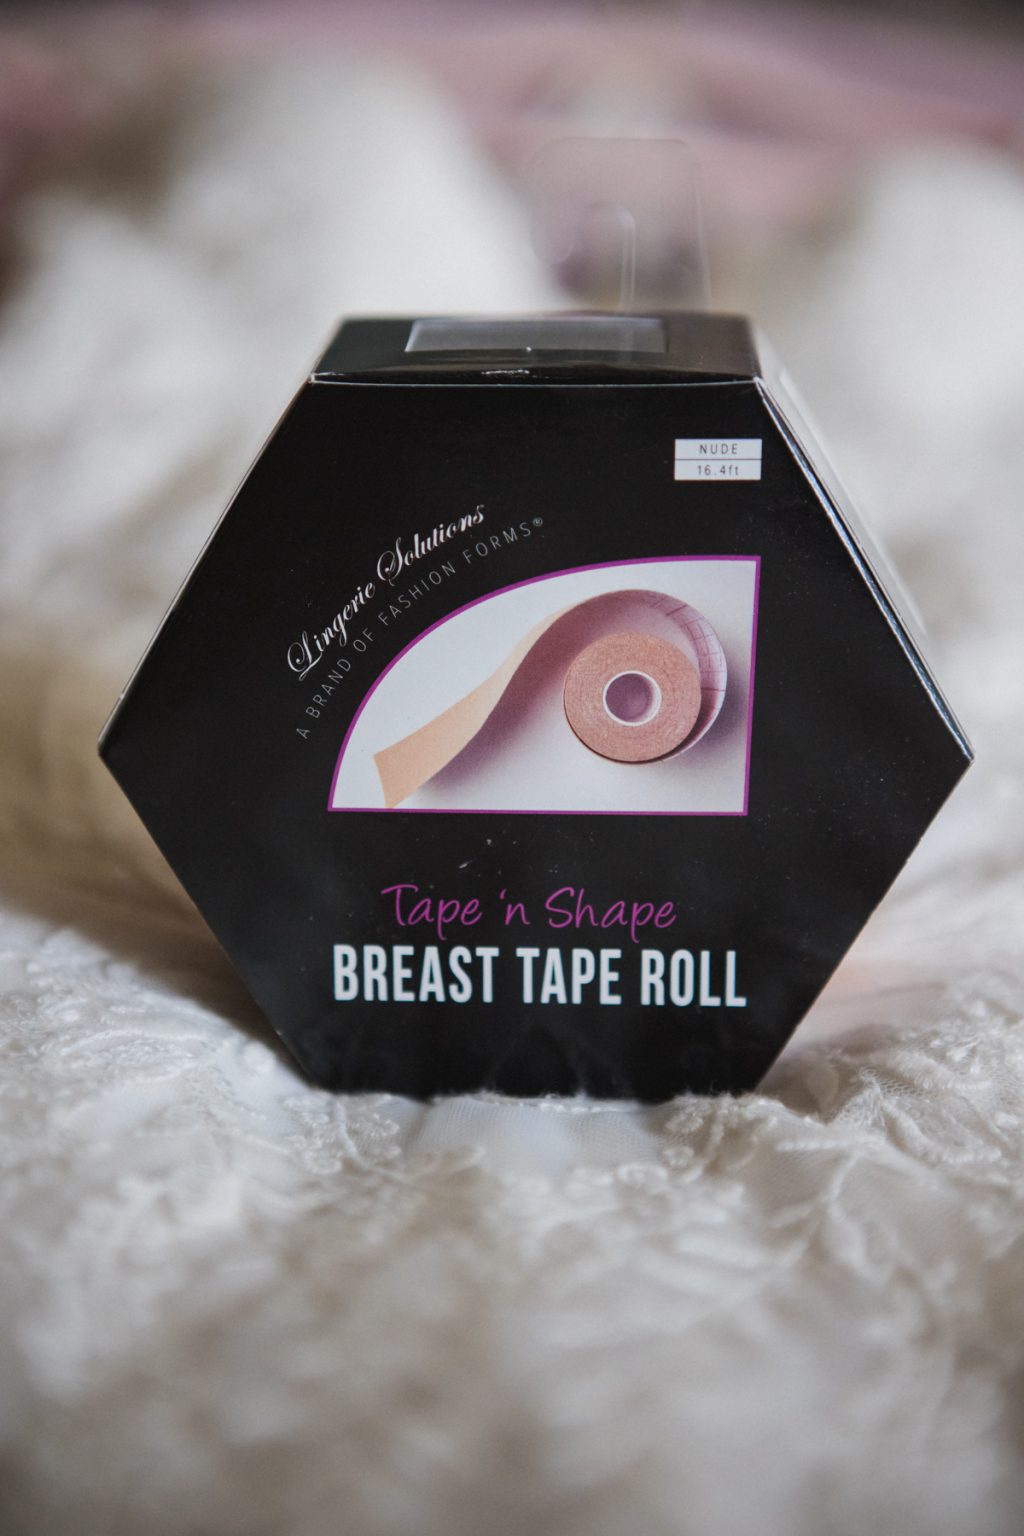 NUDE
16.4ft
Lingerie Solutions
A BRAND OF FASHION FORMS®
Tape 'n Shape
BREAST TAPE ROLL